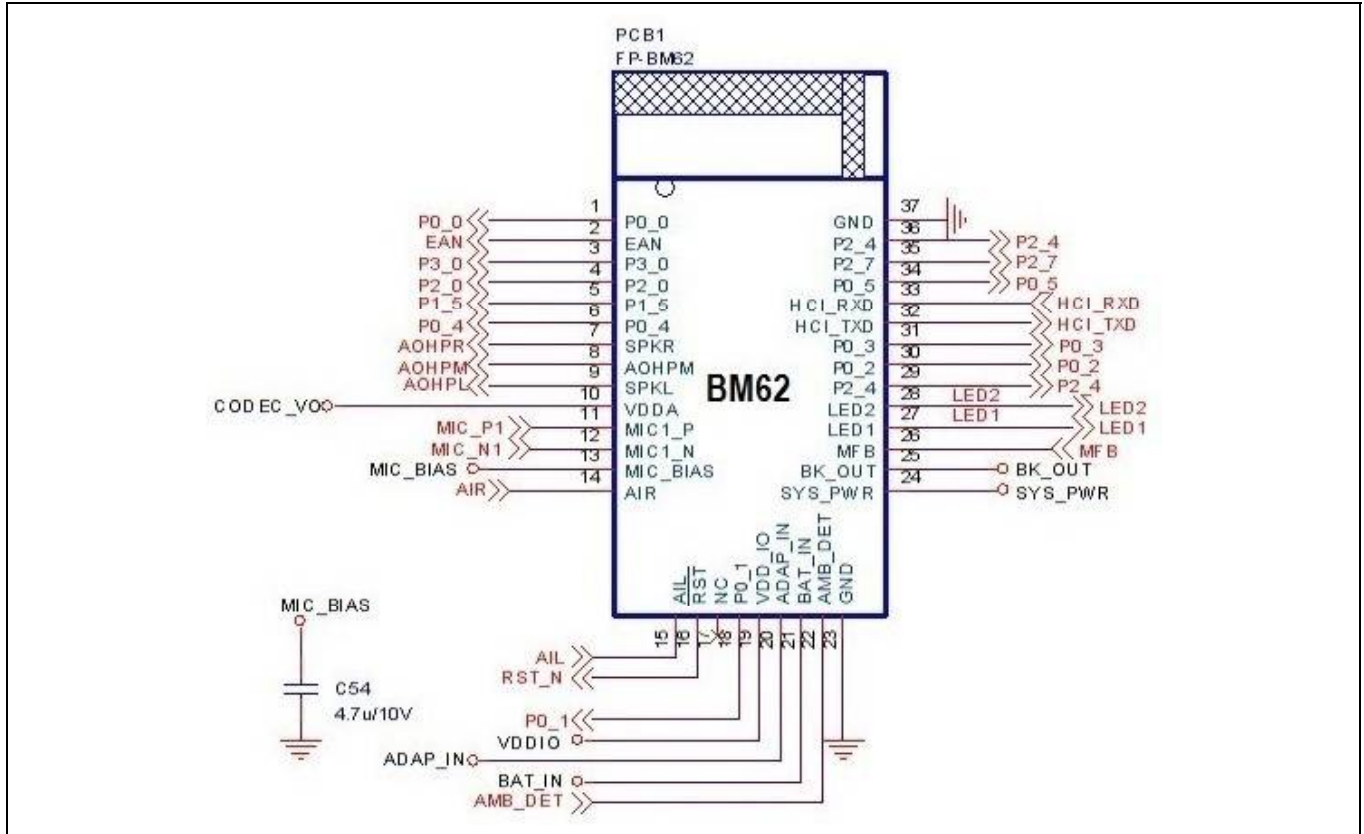 PCB1
FP-BM62
1
P0_0 P0_0
2
EAN EAN
3
P3_0 P3_0
4
P2_0 P2_0
5
P1_5 P1_5
6
P0_4 P0_4
7
AOHPR SPKR
8
AOHPM AOHPM
9
AOHPL SPKL
10
CODEC_VO VDDA
11
MIC_P1 MIC1_P
12
MIC_N1 MIC1_N
13
MIC_BIAS MIC_BIAS
14
AIR AIR
BM62
37
GND
36
P2_4 P2_4
35
P2_7 P2_7
34
P0_5 P0_5
33
HCI_RXD HCI_RXD
32
HCI_TXD HCI_TXD
31
P0_3 P0_3
30
P0_2 P0_2
29
P2_4 P2_4
28 LED2
LED2 LED2
27 LED1
LED1 LED1
26
MFB MFB
25
BK_OUT BK_OUT
24
SYS_PWR SYS_PWR
AIL
RST
NC
P0_1
VDD_IO
ADAP_IN
BAT_IN
AMB_DET
GND
15
16
17
18
19
20
21
22
23
AIL
RST_N
P0_1
VDDIO
ADAP_IN
BAT_IN
AMB_DET
MIC_BIAS
C54
4.7u/10V